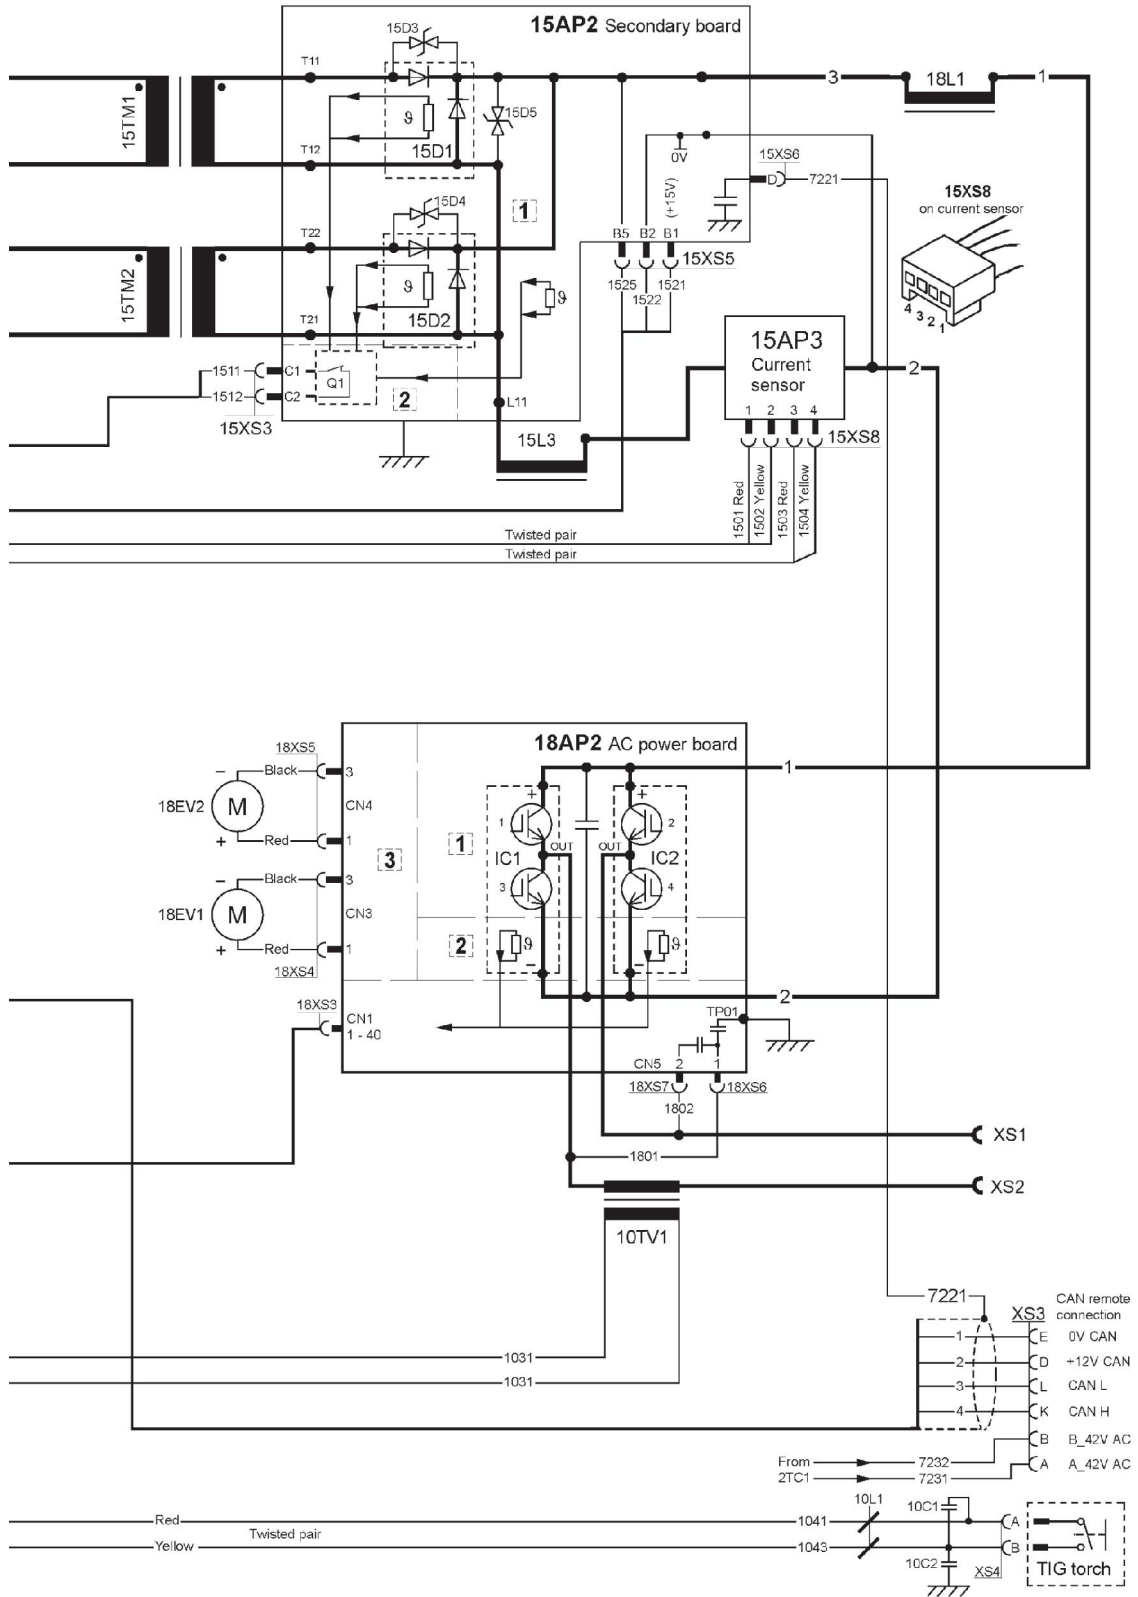 15AP2 Secondary board
15D3
T11
15TM1
ϑ
15D1
15D5
T12
3
18L1
1
0V
(+15V)
15XS6
D
7221
15XS8
on current sensor
4 3 2 1
15D4
1
T22
15TM2
ϑ
15D2
T21
ϑ
B5 B2 B1
15XS5
1525
1522
1521
15AP3
Current
sensor
2
1 2 3 4
15XS8
1511
C1
1512
C2
Q1
15XS3
2
L11
15L3
1501 Red
1502 Yellow
1503 Red
1504 Yellow
Twisted pair
Twisted pair
18AP2 AC power board
18XS5
− Black 3
18EV2 M CN4
+ Red 1
− Black 3
18EV1 M CN3
+ Red 1
18XS4
1
3
2
1
+ +
1 2
OUT OUT
IC1 IC2
3 4
ϑ ϑ
− −
2
18XS3
CN1
1 - 40
TP01
CN5 2 1
18XS7 18XS6
1802
XS1
1801
XS2
10TV1
7221
CAN remote
connection
XS3
1 E 0V CAN
2 D +12V CAN
3 L CAN L
4 K CAN H
B B_42V AC
A A_42V AC
1031
1031
From 7232
2TC1 7231
10L1
10C1
Red 1041 A
Twisted pair
Yellow 1043 B
10C2
XS4
TIG torch